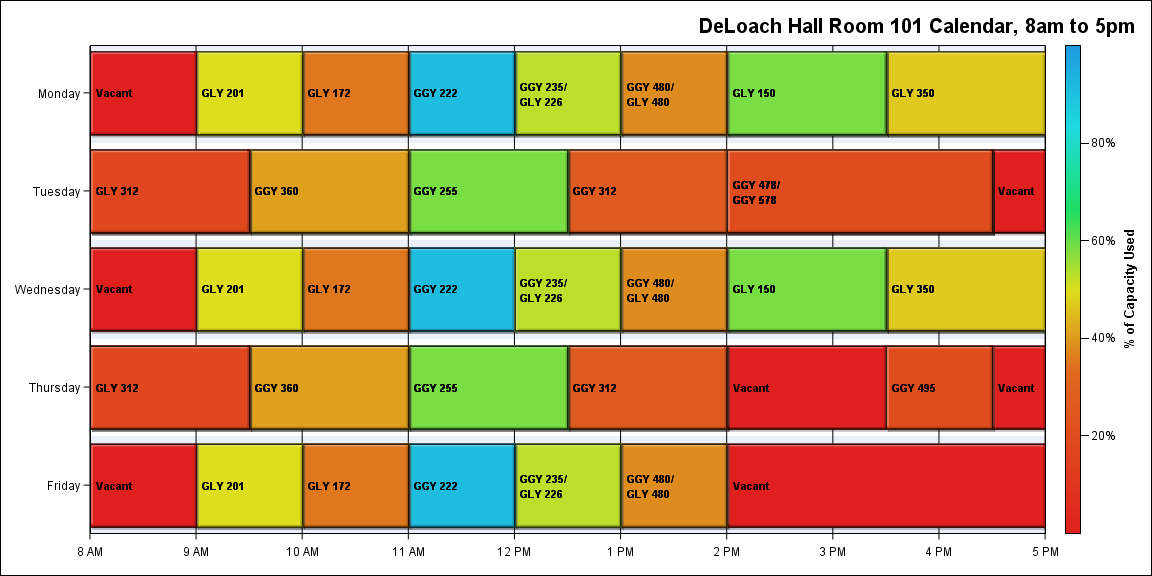 DeLoach Hall Room 101 Calendar, 8am to 5pm
Monday
Vacant
GLY 201
GLY 172
GGY 222
GGY 235/
GLY 226
GGY 480/
GLY 480
GLY 150
GLY 350
Tuesday
GLY 312
GGY 360
GGY 255
GGY 312
GGY 478/
GGY 578
Vacant
Wednesday
Vacant
GLY 201
GLY 172
GGY 222
GGY 235/
GLY 226
GGY 480/
GLY 480
GLY 150
GLY 350
Thursday
GLY 312
GGY 360
GGY 255
GGY 312
Vacant
GGY 495
Vacant
Friday
Vacant
GLY 201
GLY 172
GGY 222
GGY 235/
GLY 226
GGY 480/
GLY 480
Vacant
8 AM
9 AM
10 AM
11 AM
12 PM
1 PM
2 PM
3 PM
4 PM
5 PM
80%
60%
40%
20%
% of Capacity Used